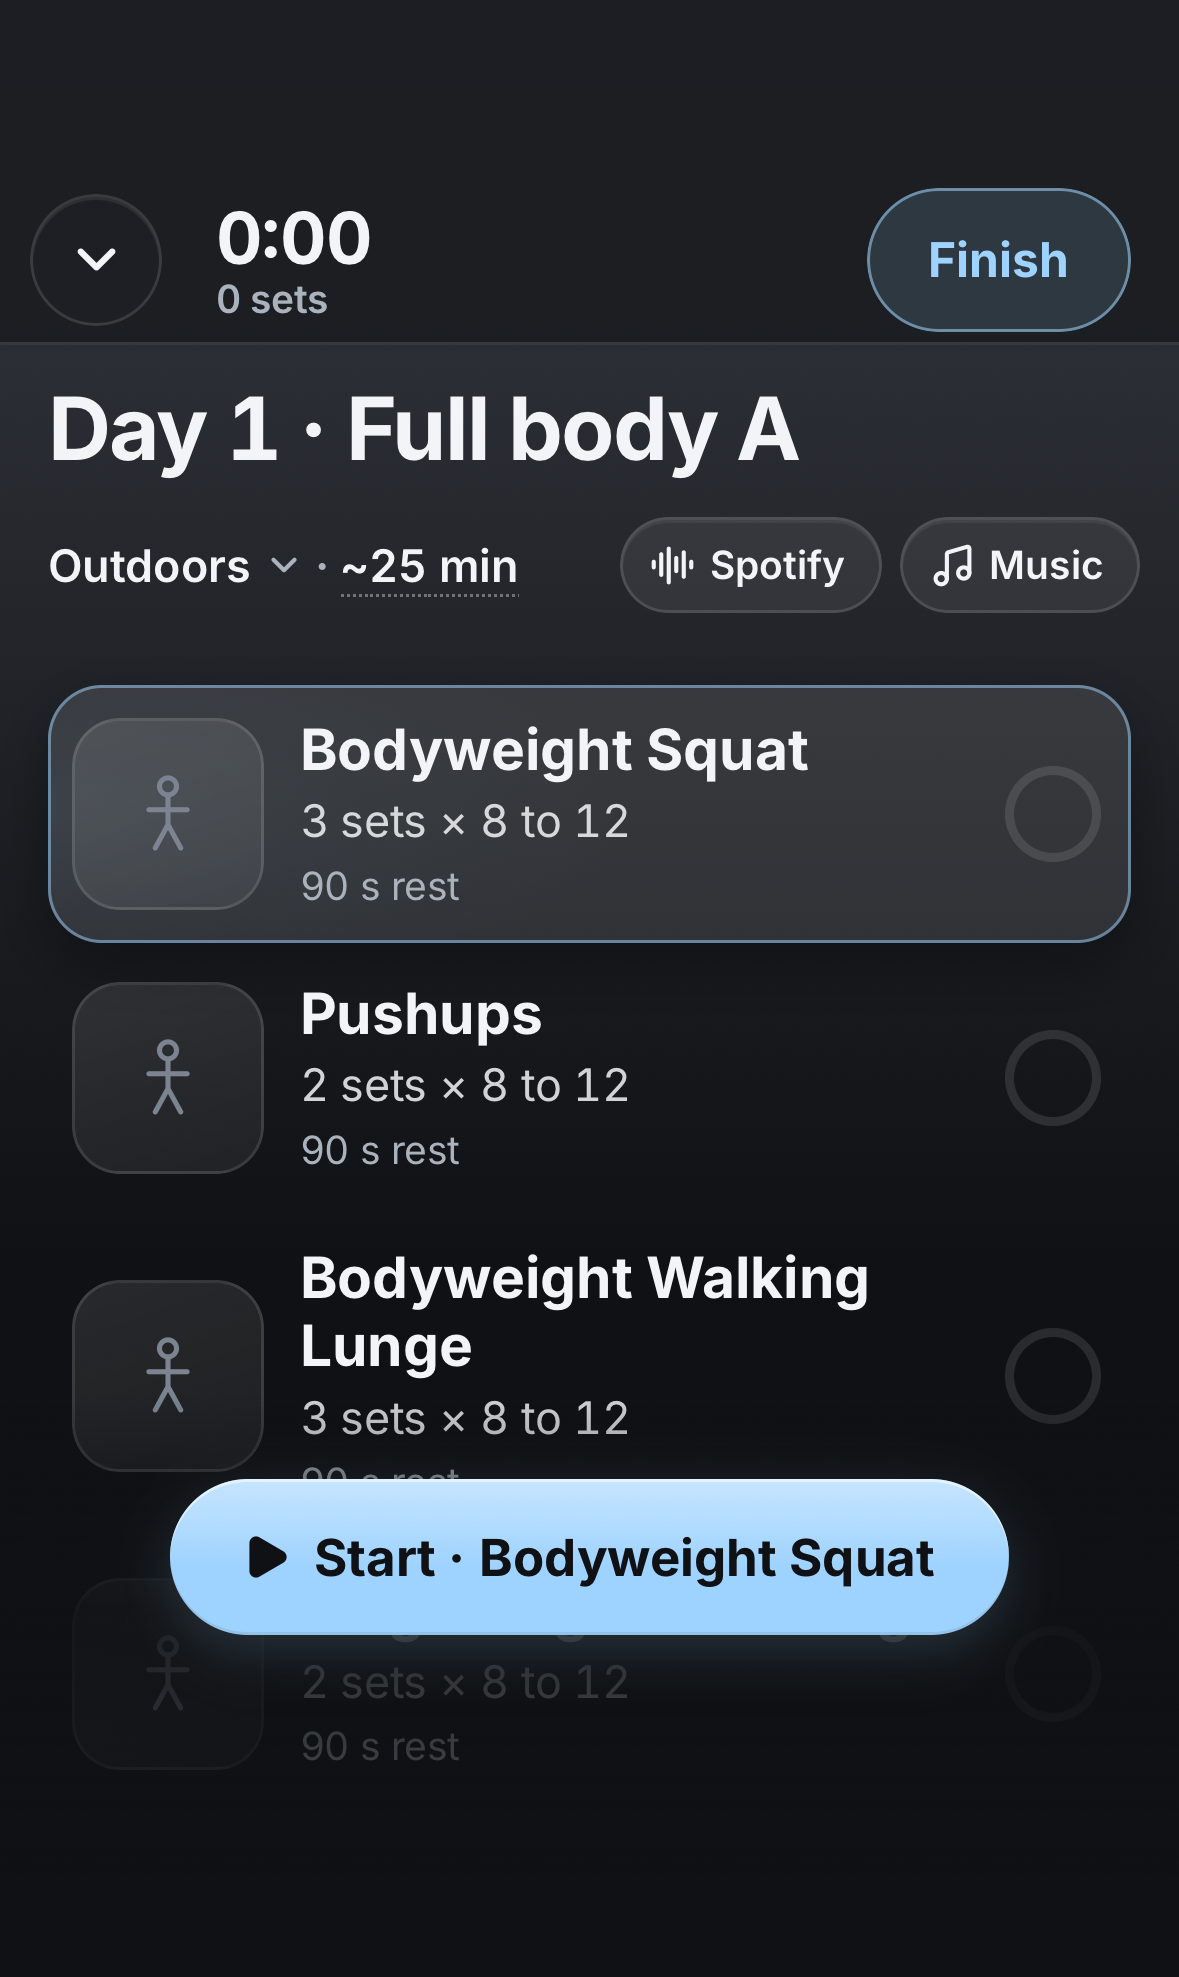 0:00
0 sets
Finish
Day 1 · Full body A
Outdoors · ~25 min
Spotify
Music
Bodyweight Squat
3 sets × 8 to 12
90 s rest
Pushups
2 sets × 8 to 12
90 s rest
Bodyweight Walking
Lunge
3 sets × 8 to 12
90 s rest
Start · Bodyweight Squat
2 sets × 8 to 12
90 s rest